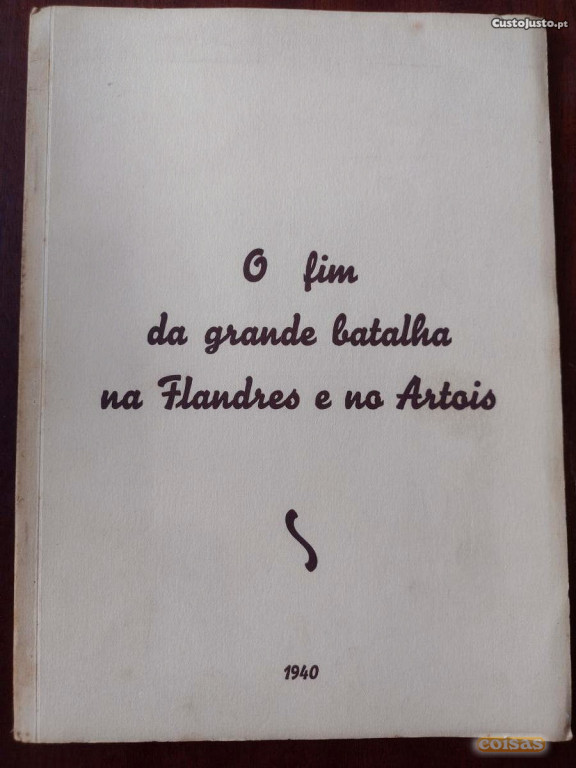 Custojusto.pt
O fim
da grande batalha
na Flandres e no Artois
1940
coisas